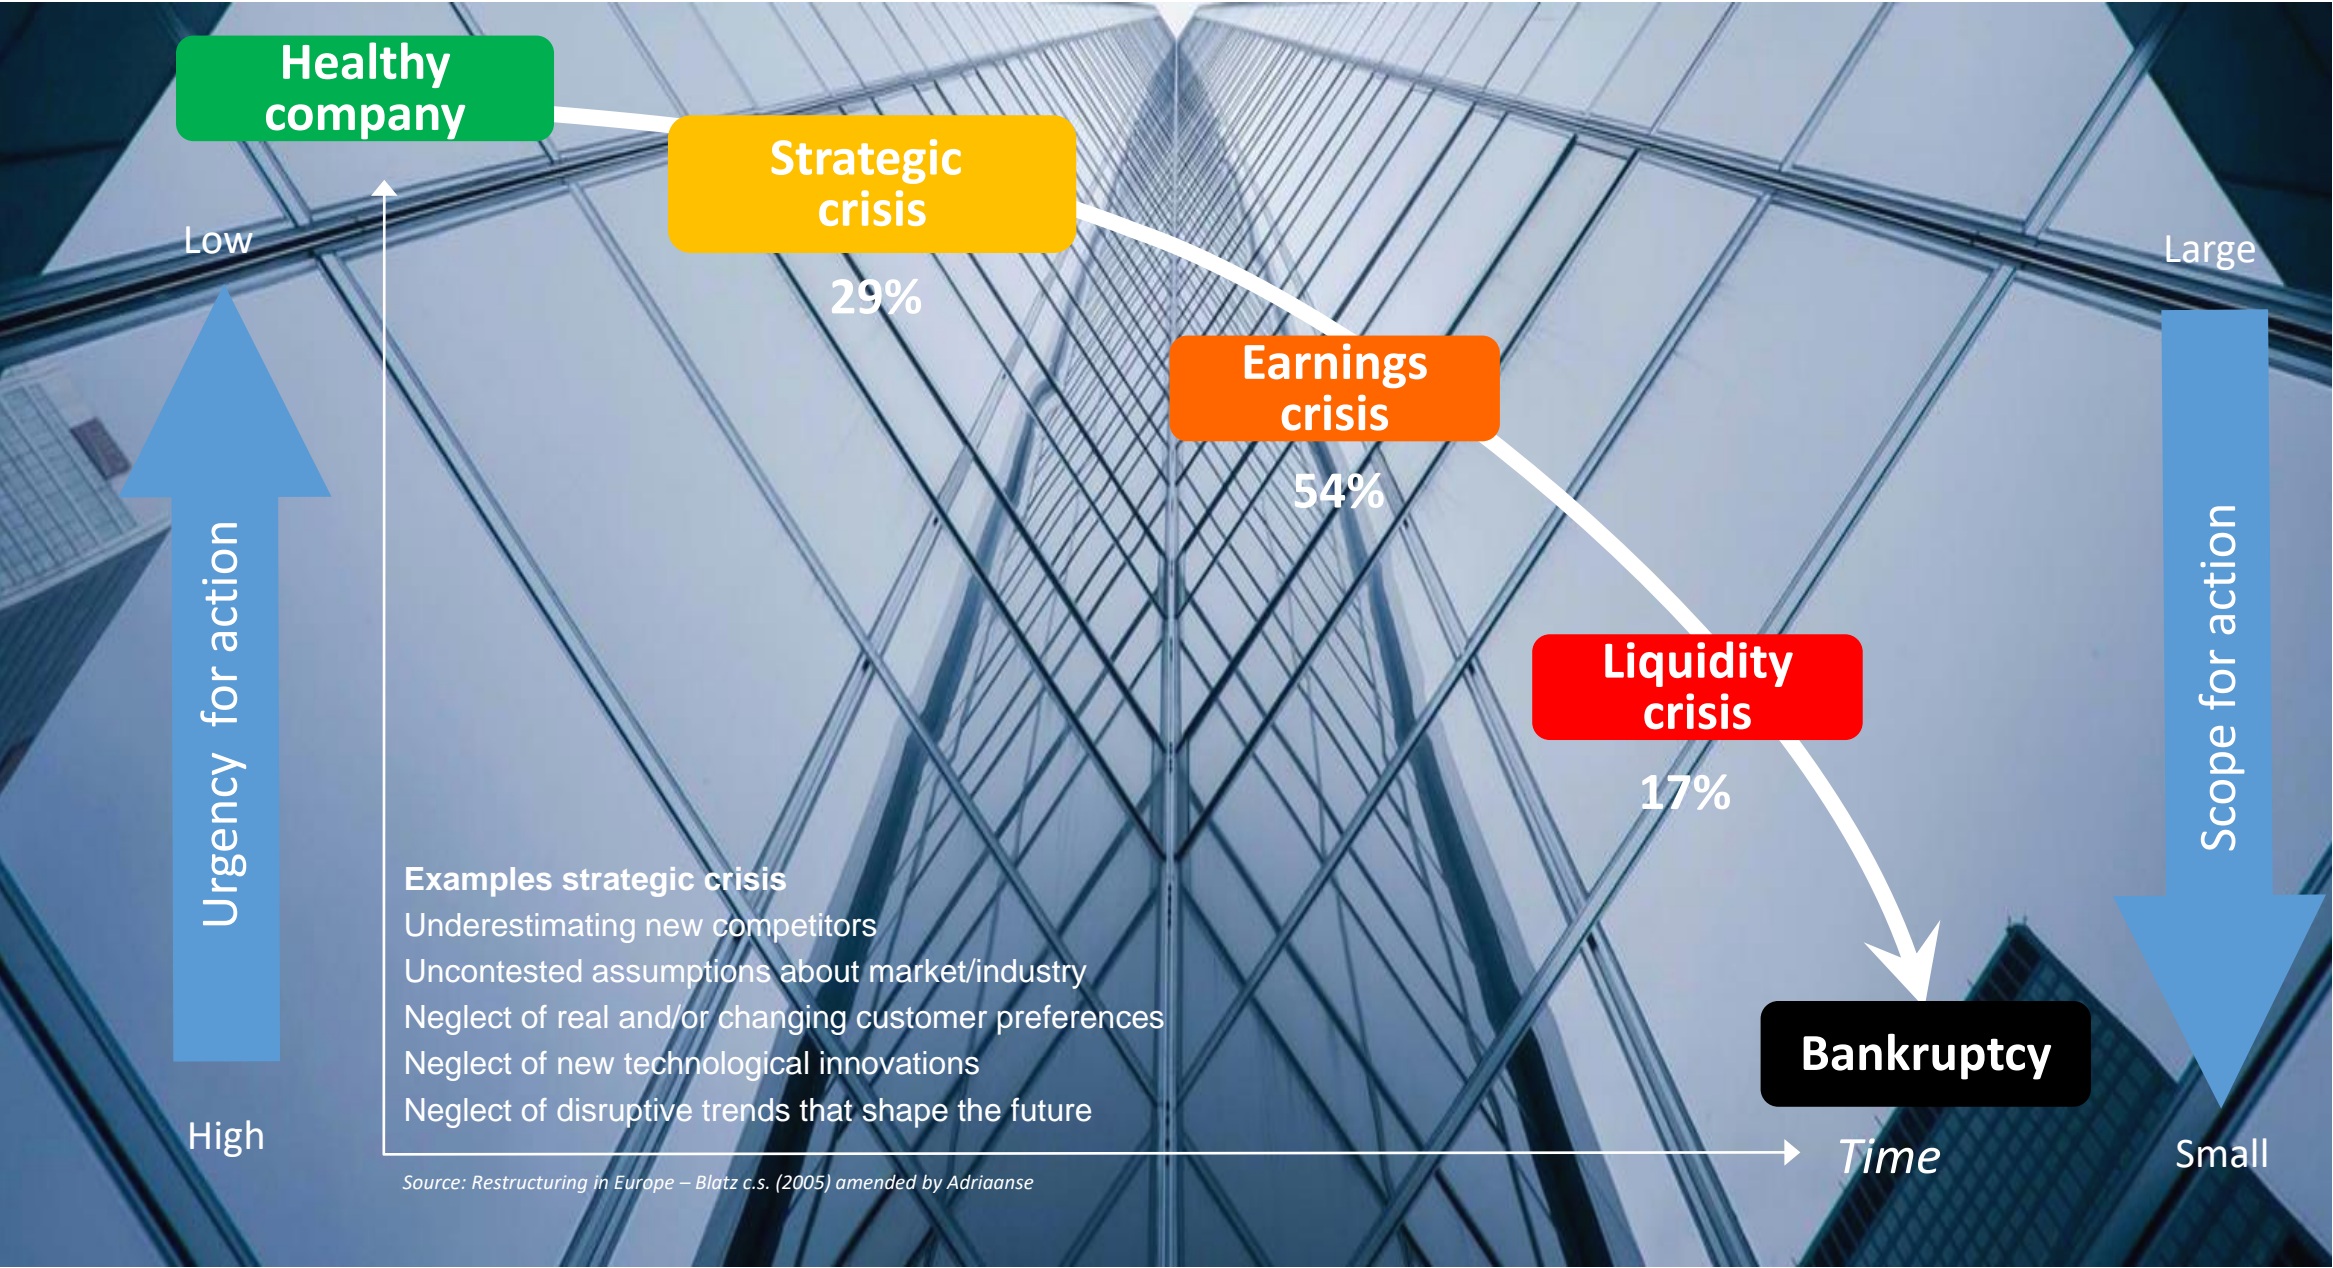 Healthy
company
Strategic
crisis
29%
Low
Large
Earnings
crisis
54%
Urgency for action
Scope for action
Liquidity
crisis
17%
Examples strategic crisis
Underestimating new competitors
Uncontested assumptions about market/industry
Neglect of real and/or changing customer preferences
Neglect of new technological innovations
Neglect of disruptive trends that shape the future
Bankruptcy
High
Time
Small
Source: Restructuring in Europe – Blatz c.s. (2005) amended by Adriaanse